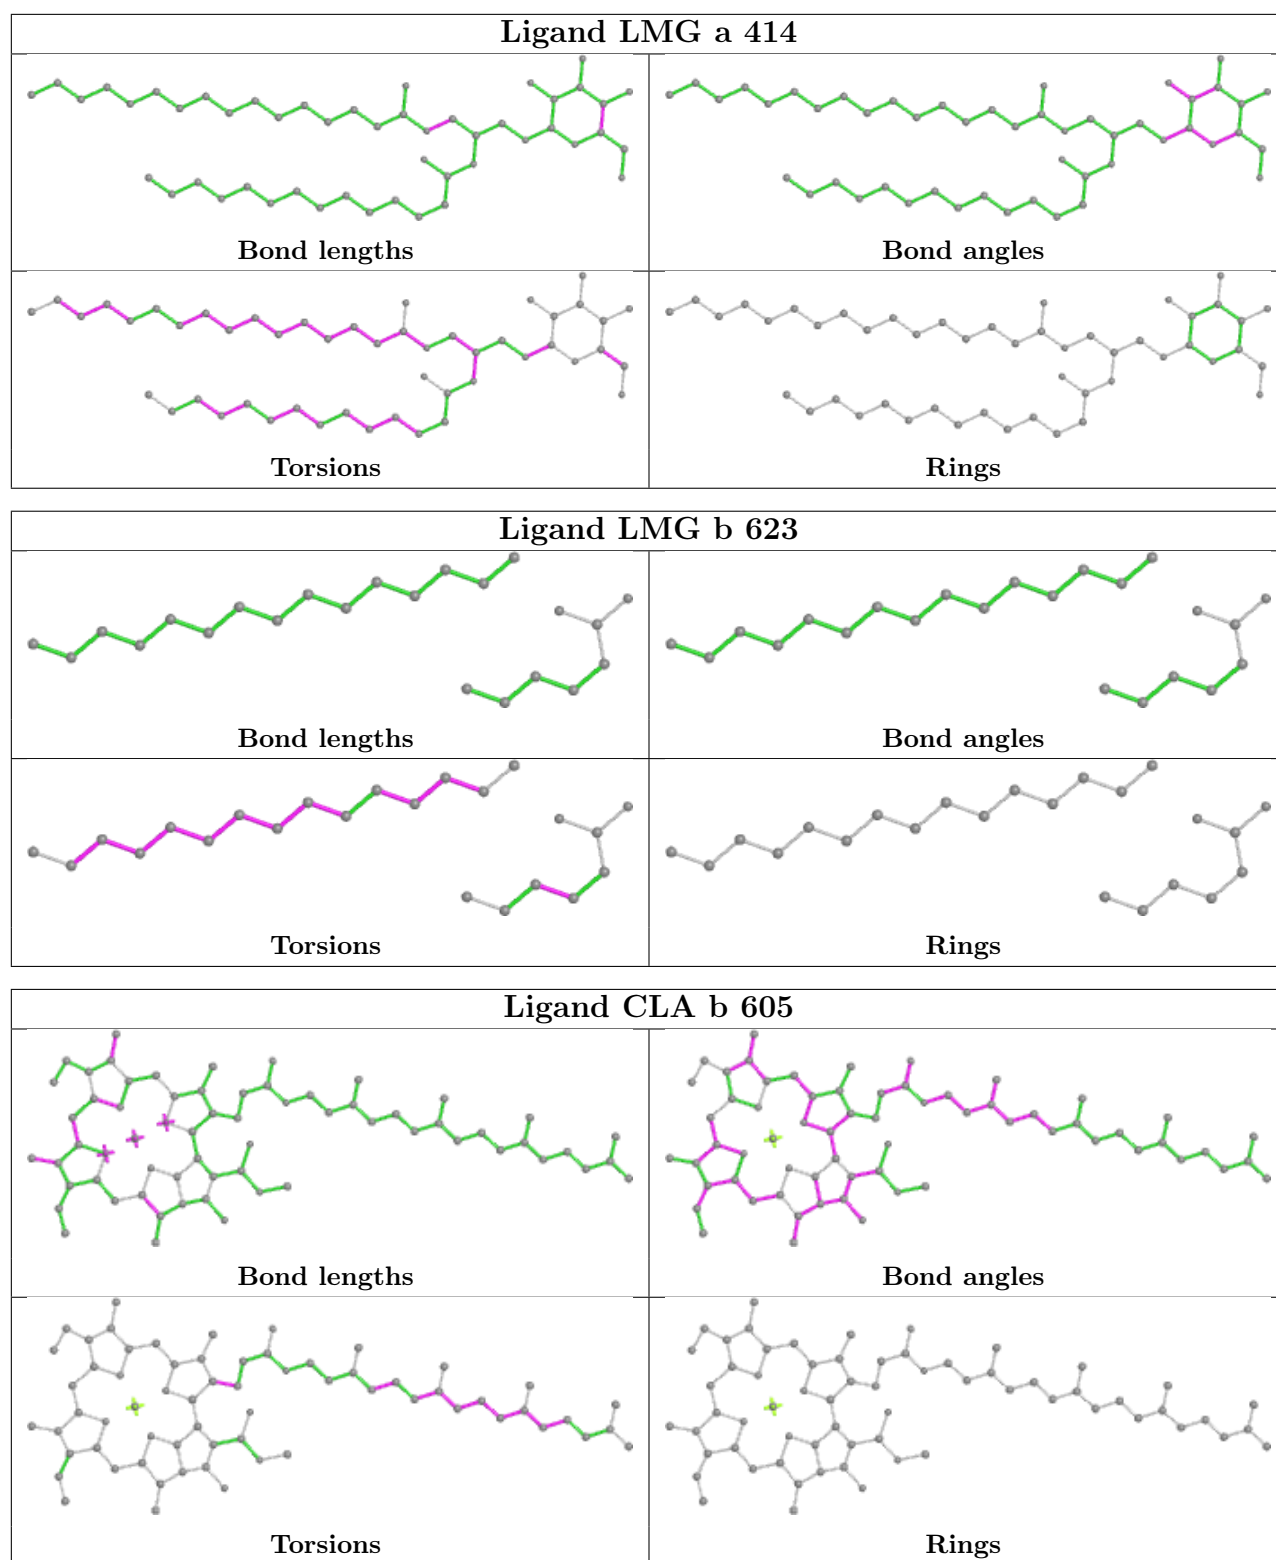 Ligand LMG a 414
Bond lengths
Bond angles
Torsions
Rings
Ligand LMG b 623
Bond lengths
Bond angles
Torsions
Rings
Ligand CLA b 605
Bond lengths
Bond angles
Torsions
Rings